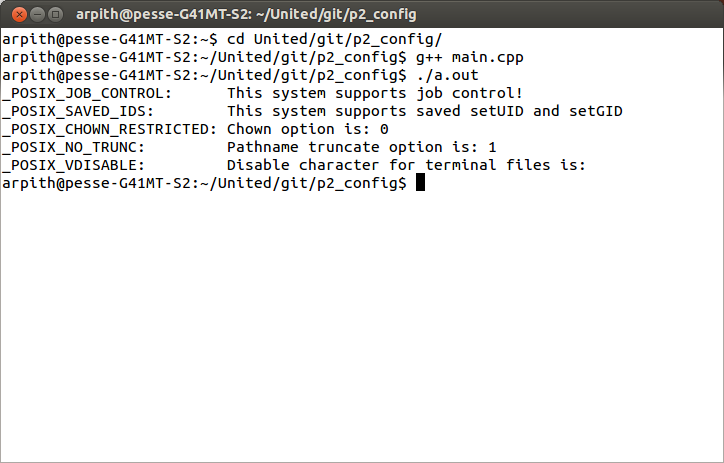 arpith@pesse-G41MT-S2: ~/United/git/p2_config
arpith@pesse-G41MT-S2:~$ cd United/git/p2_config/
arpith@pesse-G41MT-S2:~/United/git/p2_config$ g++ main.cpp
arpith@pesse-G41MT-S2:~/United/git/p2_config$ ./a.out
_POSIX_JOB_CONTROL:      This system supports job control!
_POSIX_SAVED_IDS:        This system supports saved setUID and setGID
_POSIX_CHOWN_RESTRICTED: Chown option is: 0
_POSIX_NO_TRUNC:         Pathname truncate option is: 1
_POSIX_VDISABLE:         Disable character for terminal files is:
arpith@pesse-G41MT-S2:~/United/git/p2_config$